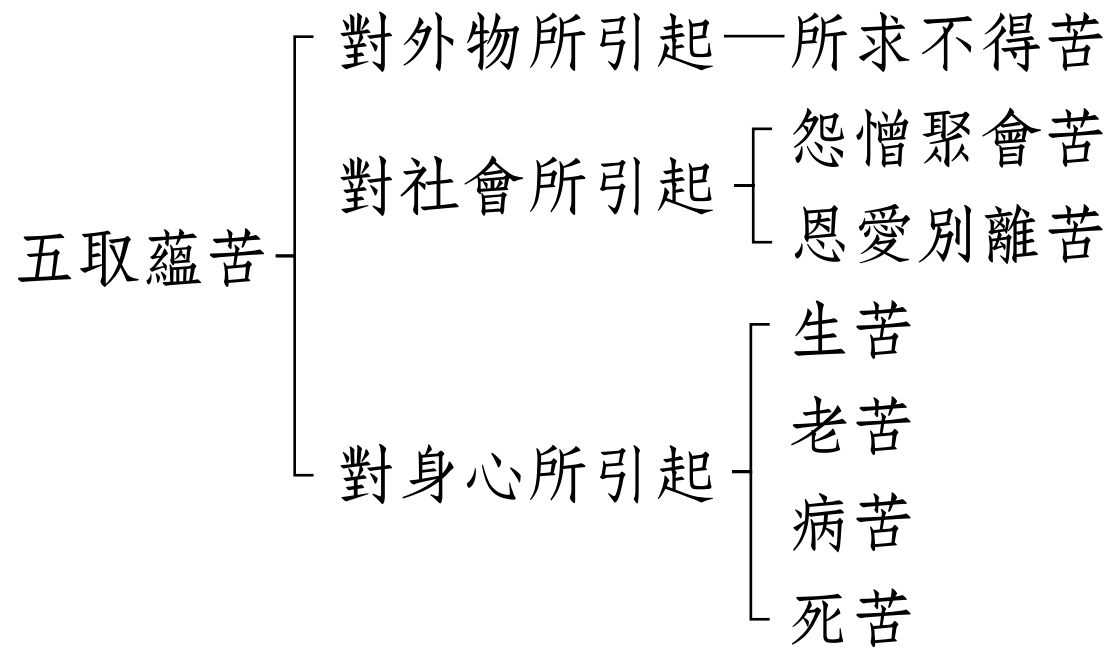 五取蘊苦
對外物所引起
所求不得苦
對社會所引起
怨憎聚會苦
恩愛別離苦
對身心所引起
生苦
老苦
病苦
死苦